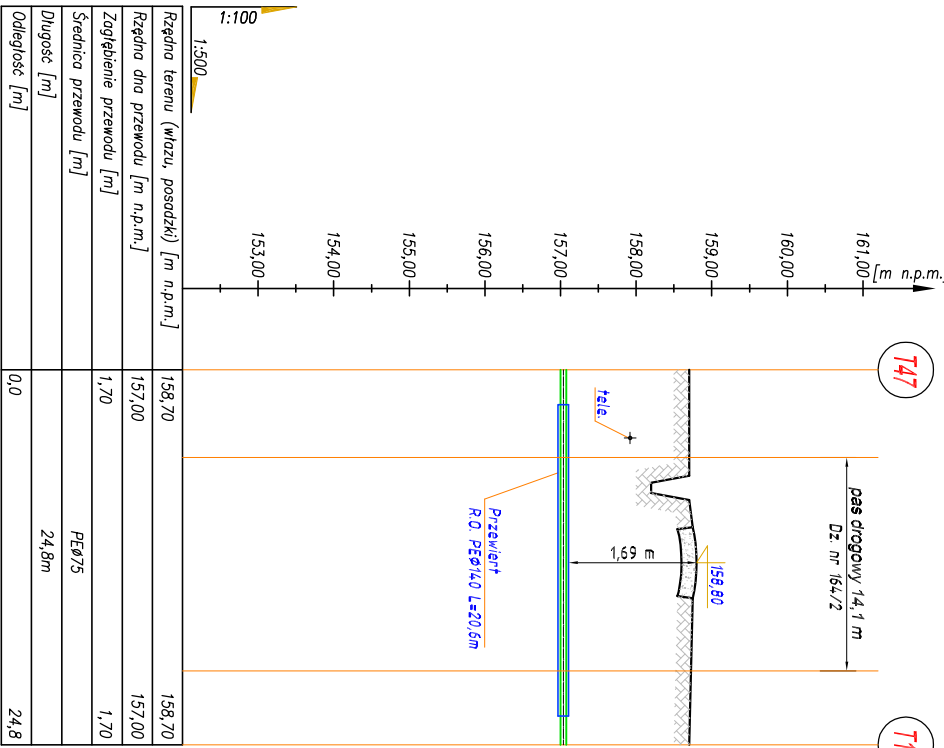 T47
T1
[m n.p.m.]
161,00
160,00
159,00
158,00
157,00
156,00
155,00
154,00
153,00
pas drogowy 14,1 m
Dz. nr 164/2
158,80
1,69 m
tele.
Przewiert
R.O. PEØ140 L=20,6m
1:100
1:500
Rzędna terenu (włazu, posadzki) [m n.p.m.] 158,70 158,70
Rzędna dna przewodu [m n.p.m.] 157,00 157,00
Zagłębienie przewodu [m] 1,70 1,70
Średnica przewodu [m] PEØ75
Długość [m] 24,8m
Odległość [m] 0,0 24,8